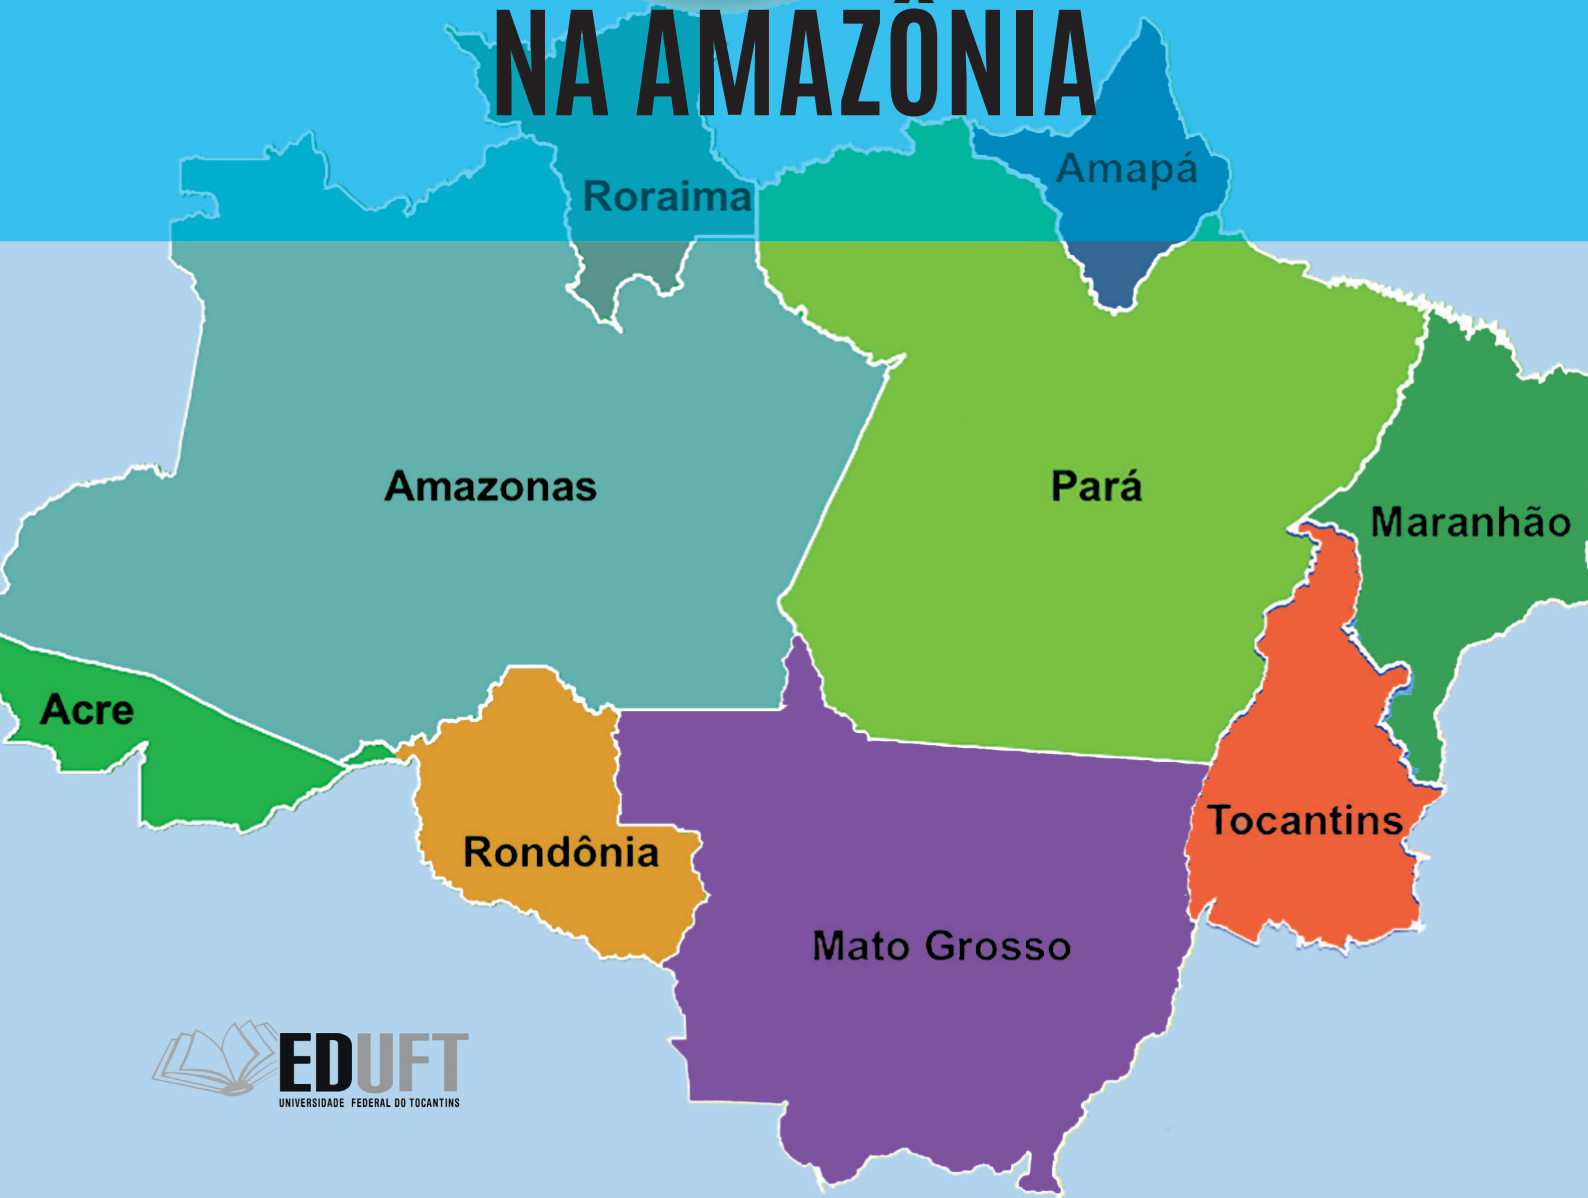 NA AMAZÔNIA
Amapá
Roraima
Amazonas
Pará
Maranhão
Acre
Tocantins
Rondônia
Mato Grosso
EDUFT
UNIVERSIDADE FEDERAL DO TOCANTINS